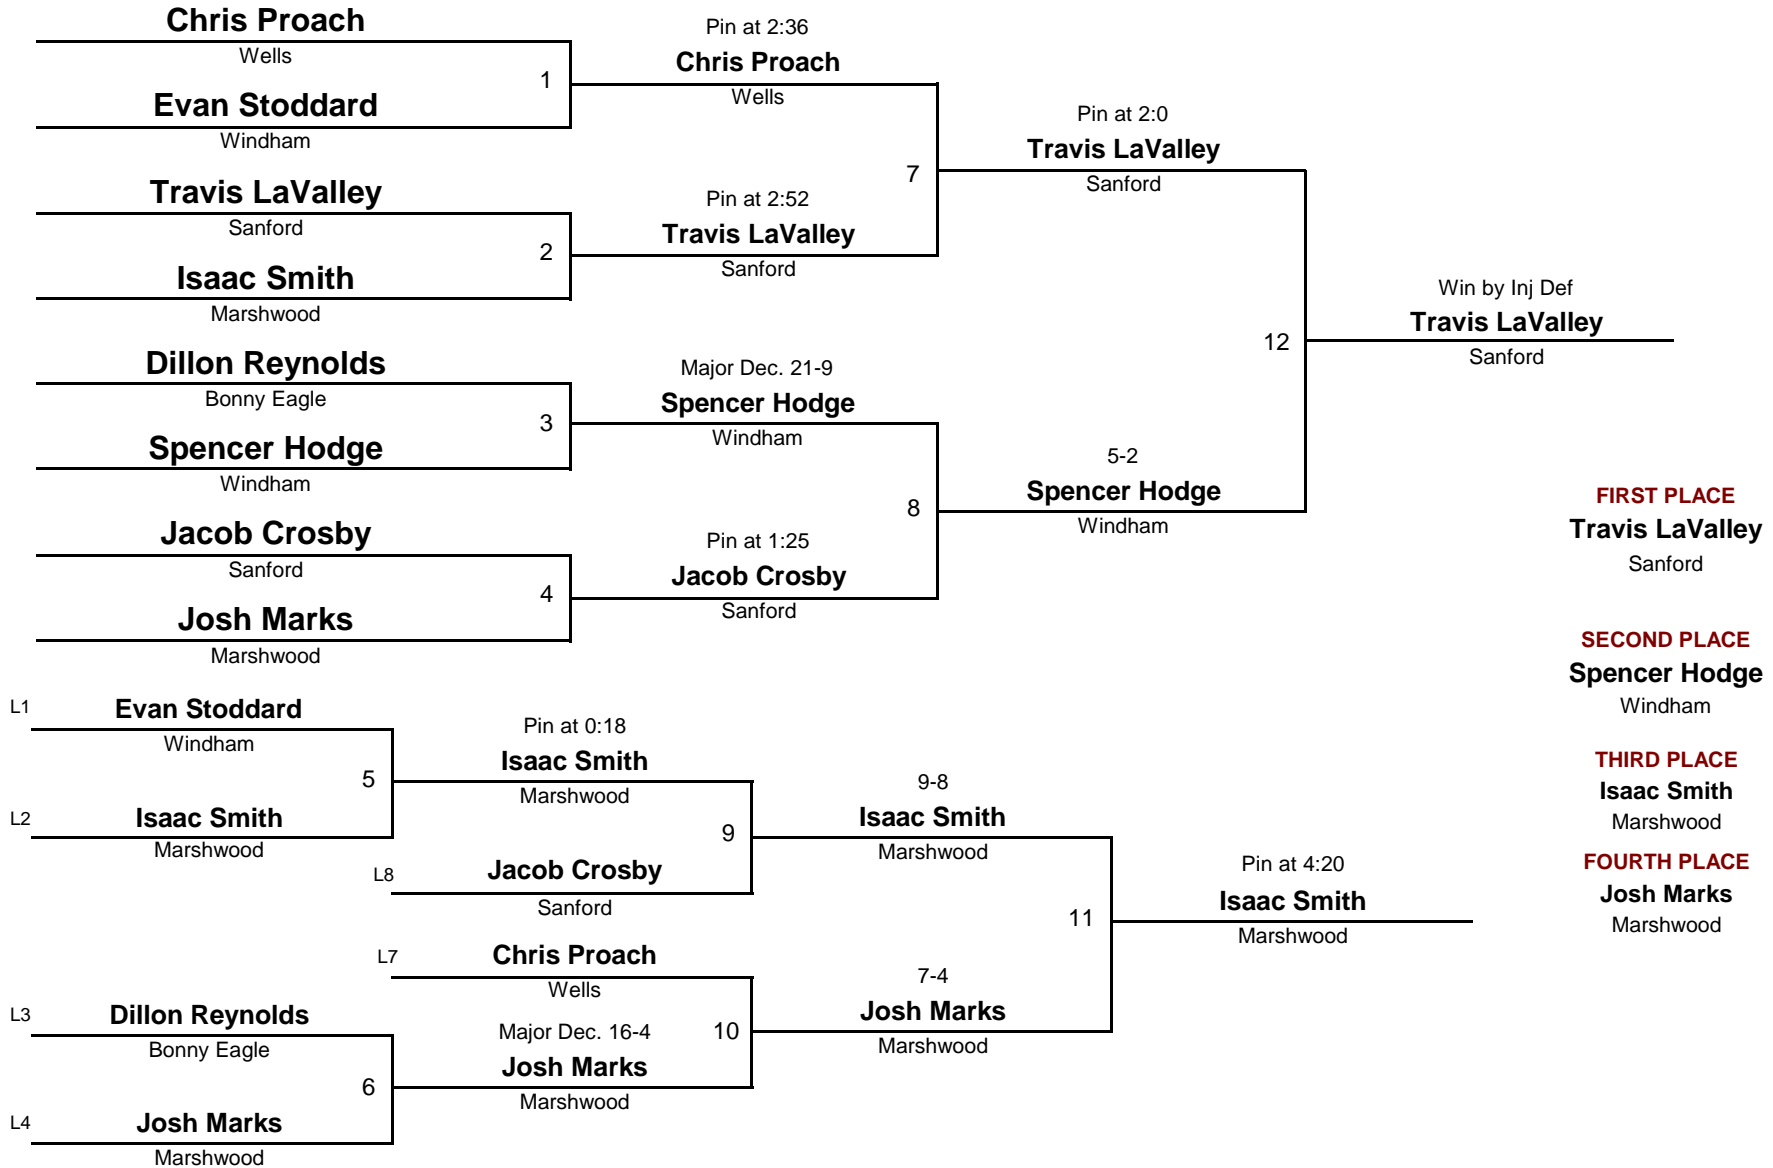 Chris Proach
Wells
1
Evan Stoddard
Windham
Travis LaValley
Sanford
2
Isaac Smith
Marshwood
Dillon Reynolds
Bonny Eagle
3
Spencer Hodge
Windham
Jacob Crosby
Sanford
4
Josh Marks
Marshwood
Pin at 2:36
Chris Proach
Wells
7
Pin at 2:52
Travis LaValley
Sanford
Major Dec. 21-9
Spencer Hodge
Windham
8
Pin at 1:25
Jacob Crosby
Sanford
Pin at 2:0
Travis LaValley
Sanford
12
5-2
Spencer Hodge
Windham
Win by Inj Def
Travis LaValley
Sanford
FIRST PLACE
Travis LaValley
Sanford
SECOND PLACE
Spencer Hodge
Windham
THIRD PLACE
Isaac Smith
Marshwood
FOURTH PLACE
Josh Marks
Marshwood
L1 Evan Stoddard
Windham
5
L2 Isaac Smith
Marshwood
Pin at 0:18
Isaac Smith
Marshwood
9
L8 Jacob Crosby
Sanford
L7 Chris Proach
Wells
10
L3 Dillon Reynolds
Bonny Eagle
6
L4 Josh Marks
Marshwood
Major Dec. 16-4
Josh Marks
Marshwood
9-8
Isaac Smith
Marshwood
11
7-4
Josh Marks
Marshwood
Pin at 4:20
Isaac Smith
Marshwood